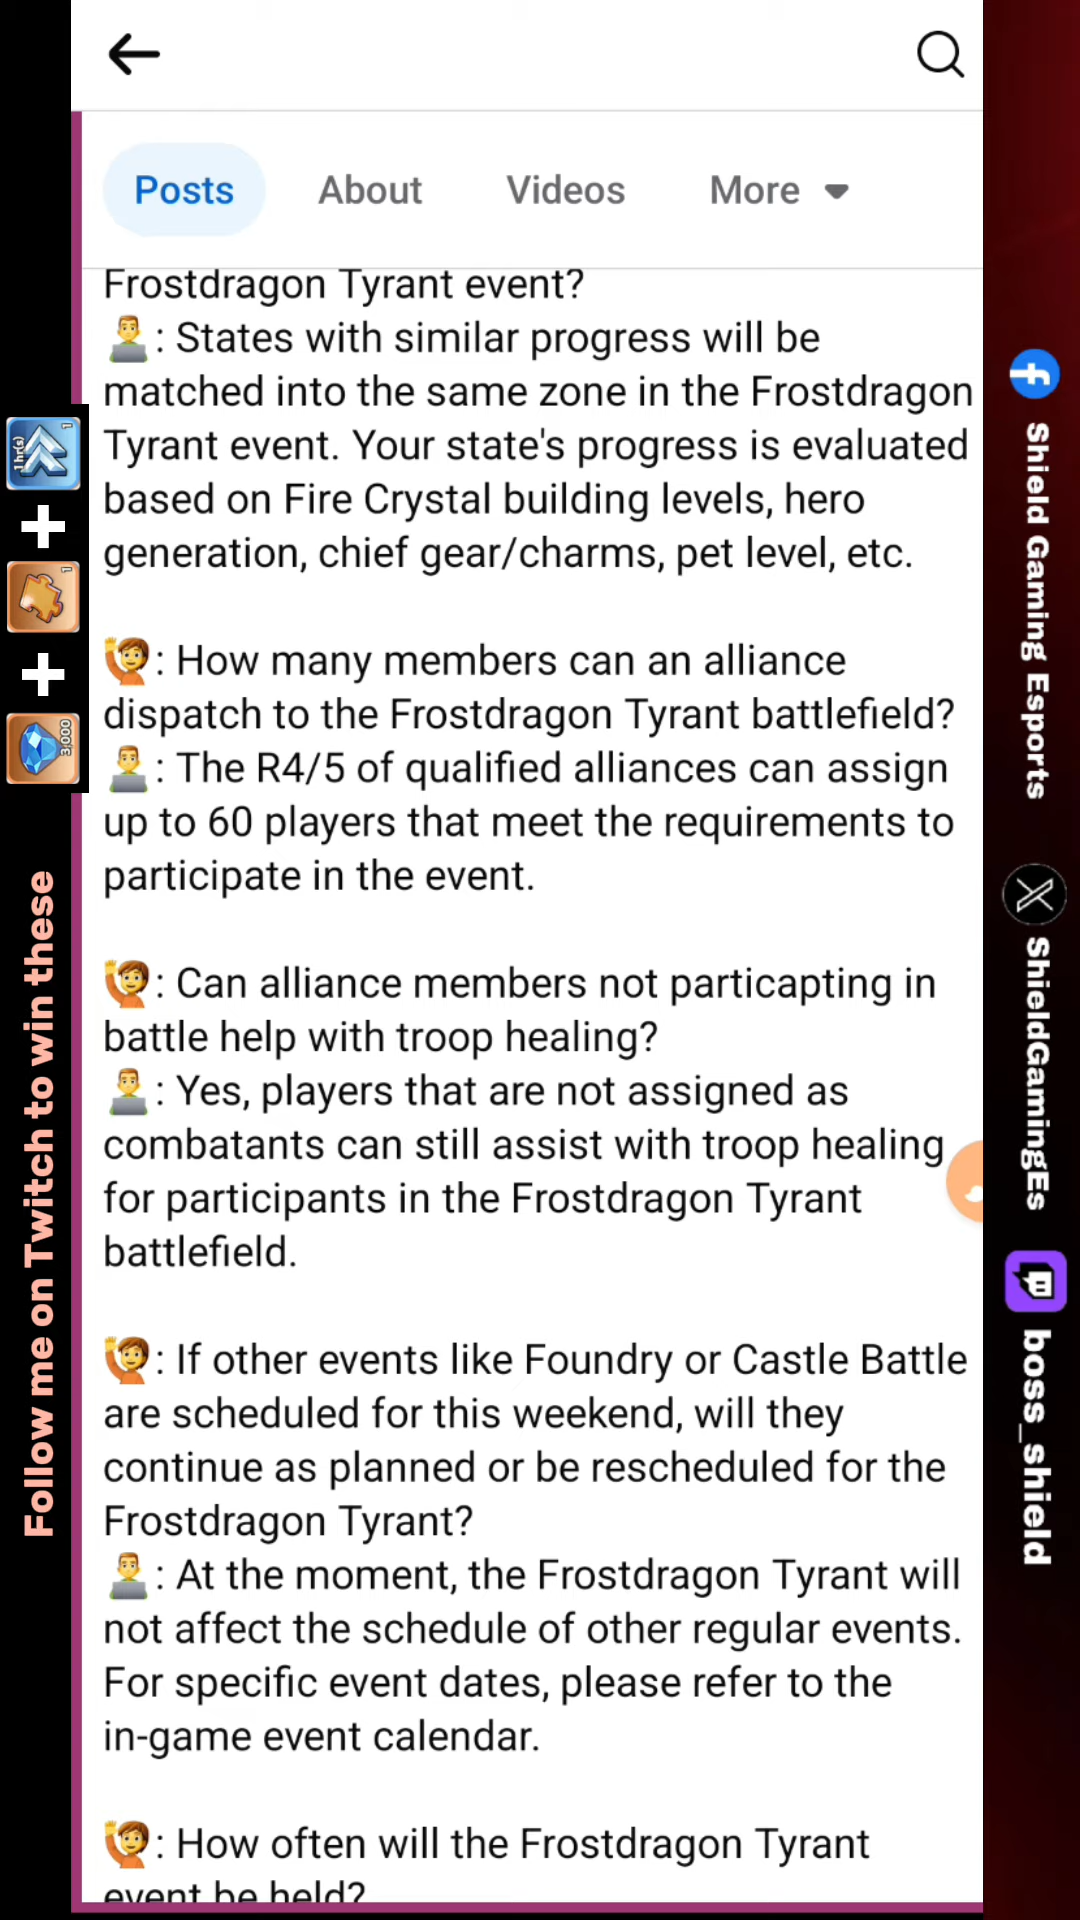 Posts
About
Videos
More
Frostdragon Tyrant event?
: States with similar progress will be
matched into the same zone in the Frostdragon
Tyrant event. Your state's progress is evaluated
based on Fire Crystal building levels, hero
generation, chief gear/charms, pet level, etc.
: How many members can an alliance
dispatch to the Frostdragon Tyrant battlefield?
: The R4/5 of qualified alliances can assign
up to 60 players that meet the requirements to
participate in the event.
: Can alliance members not particapting in
battle help with troop healing?
: Yes, players that are not assigned as
combatants can still assist with troop healing
for participants in the Frostdragon Tyrant
battlefield.
: If other events like Foundry or Castle Battle
are scheduled for this weekend, will they
continue as planned or be rescheduled for the
Frostdragon Tyrant?
: At the moment, the Frostdragon Tyrant will
not affect the schedule of other regular events.
For specific event dates, please refer to the
in-game event calendar.
: How often will the Frostdragon Tyrant
event be held?
1 hr(s)
1
+
1
+
3,000
Follow me on Twitch to win these
Shield Gaming Esports
ShieldGamingEs
boss_shield